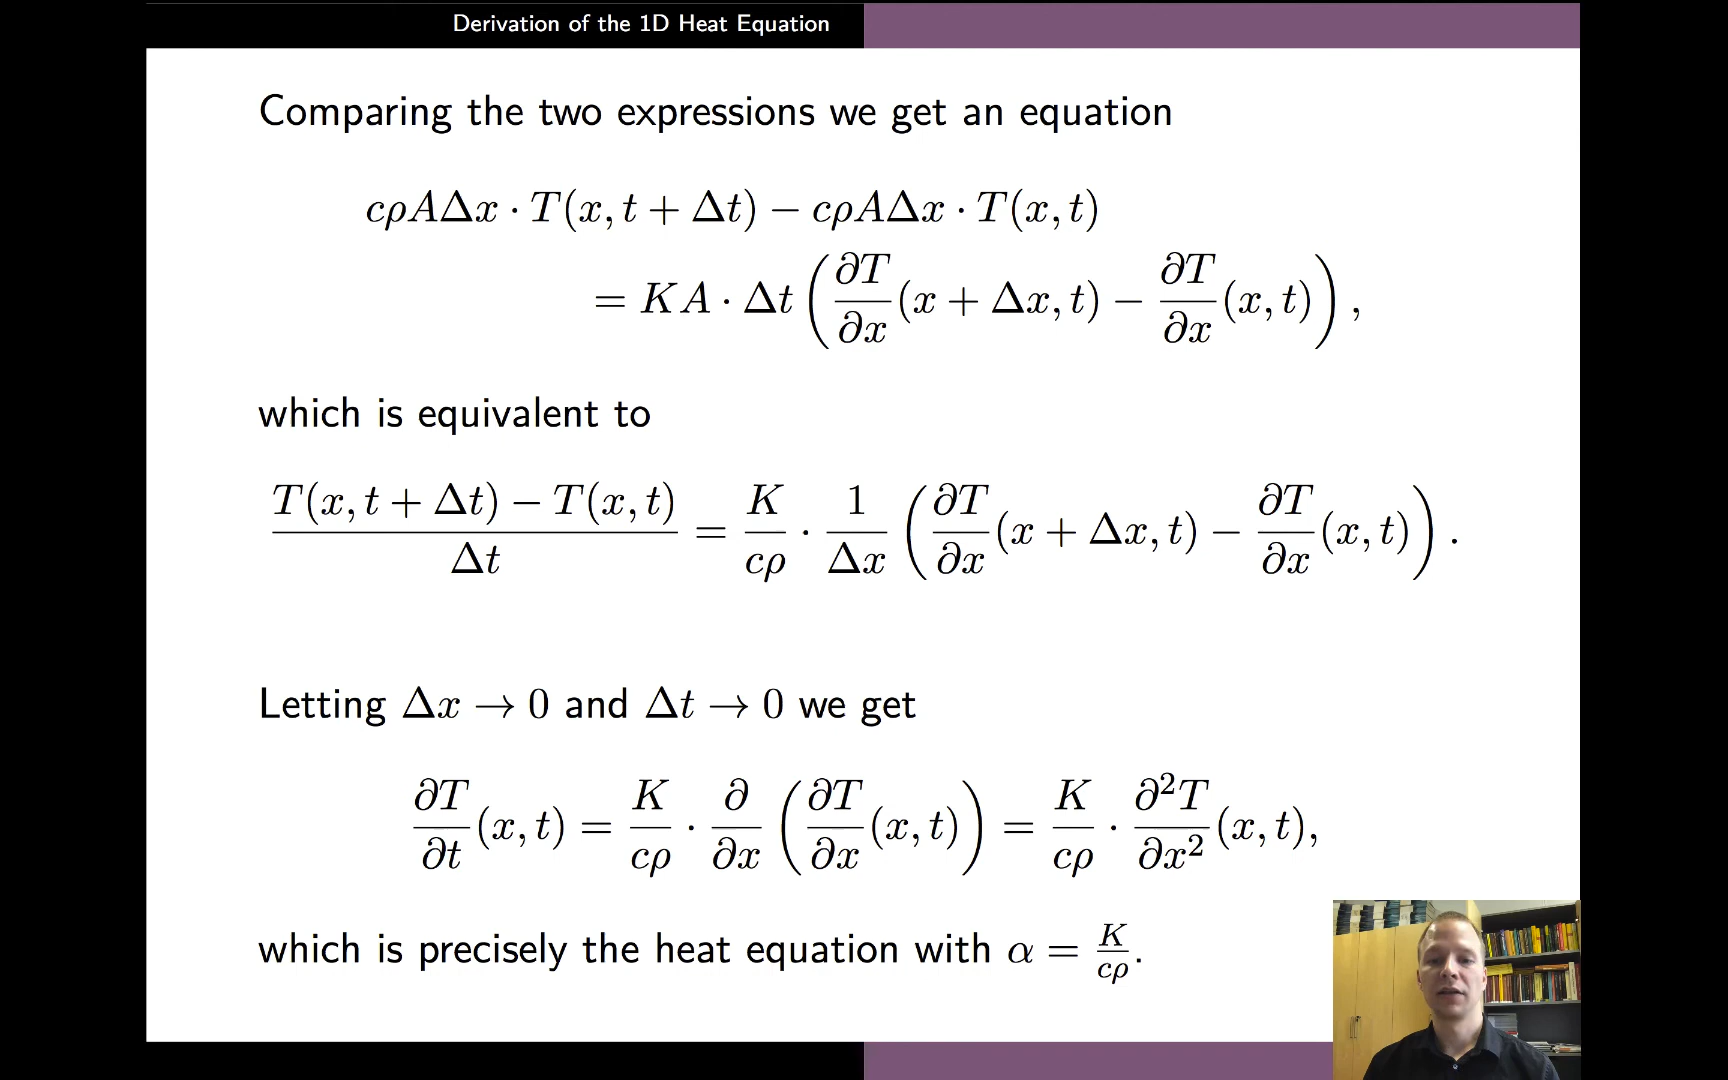 Derivation of the 1D Heat Equation
Comparing the two expressions we get an equation
cρAΔx · T(x, t + Δt) − cρAΔx · T(x, t)
= KA · Δt (∂T/∂x (x + Δx, t) − ∂T/∂x (x, t)),
which is equivalent to
(T(x, t + Δt) − T(x, t))/Δt = K/cρ · 1/Δx (∂T/∂x (x + Δx, t) − ∂T/∂x (x, t)).
Letting Δx → 0 and Δt → 0 we get
∂T/∂t (x, t) = K/cρ · ∂/∂x (∂T/∂x (x, t)) = K/cρ · ∂²T/∂x² (x, t),
which is precisely the heat equation with α = K/cρ.